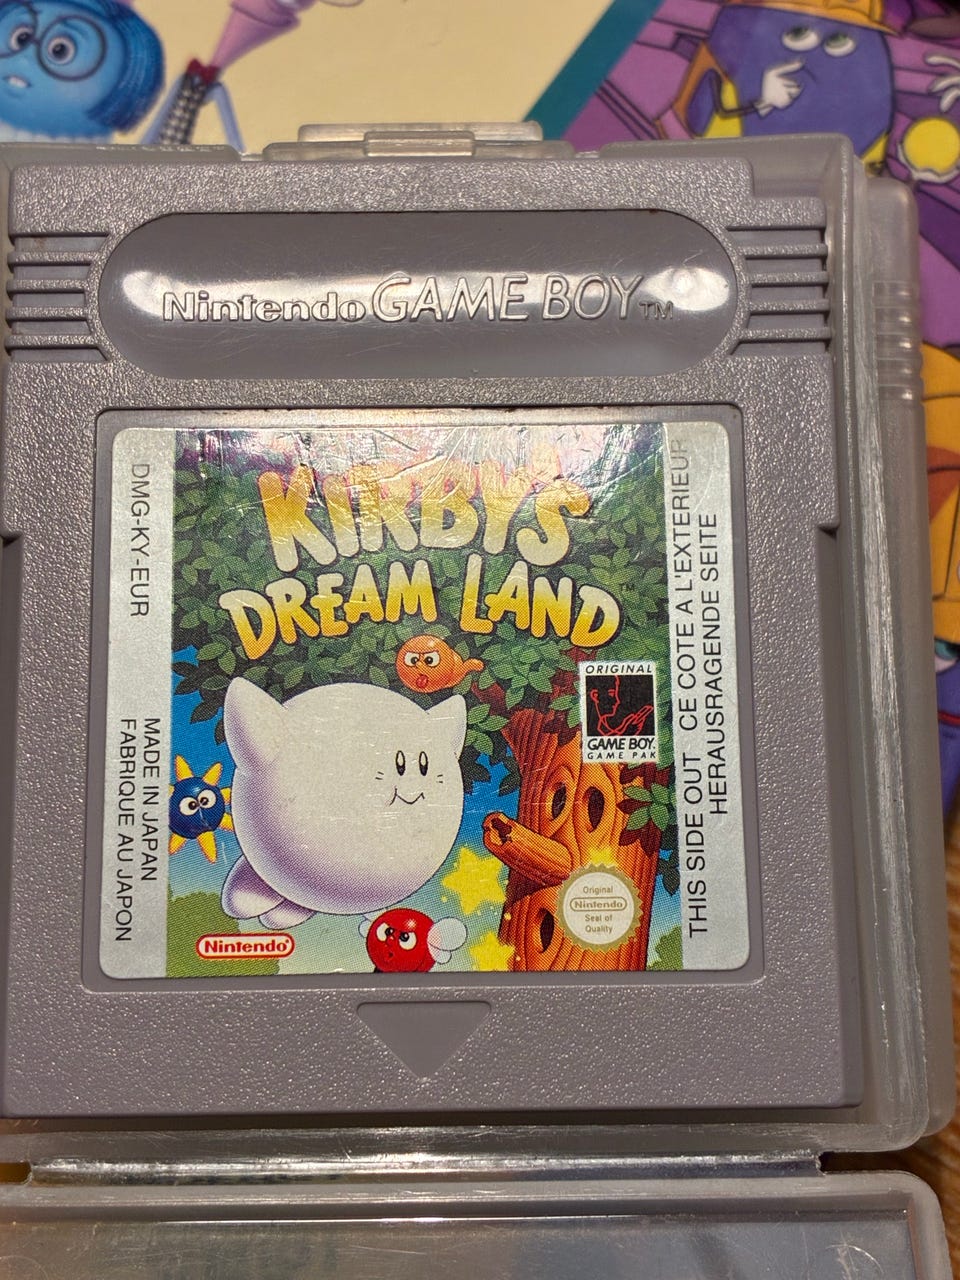 Nintendo GAME BOY TM
KIRBY'S
DREAM LAND
DMG-KY-EUR
MADE IN JAPAN
FABRIQUE AU JAPON
ORIGINAL
GAME BOY
GAME PAK
THIS SIDE OUT CE COTE A L'EXTERIEUR
HERAUSRAGENDE SEITE
Original
Nintendo
Seal of
Quality
Nintendo®